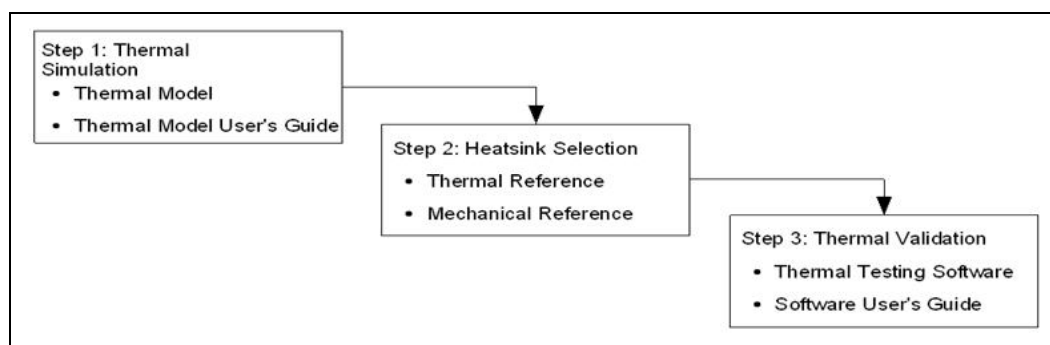 Step 1: Thermal
Simulation
• Thermal Model
• Thermal Model User's Guide
Step 2: Heatsink Selection
• Thermal Reference
• Mechanical Reference
Step 3: Thermal Validation
• Thermal Testing Software
• Software User's Guide